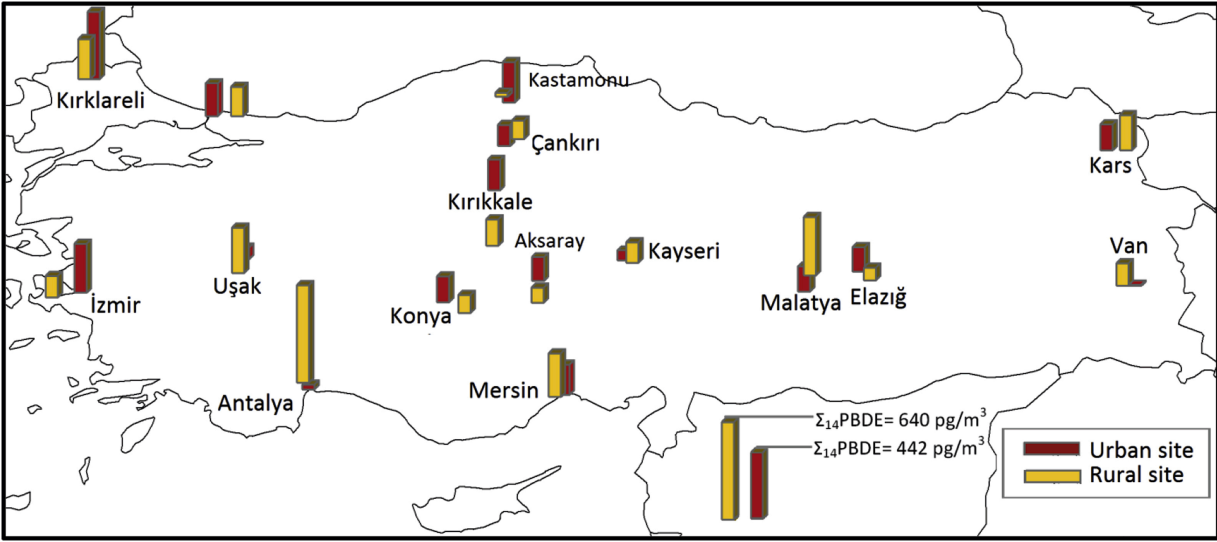 Kastamonu
Kırklareli
Çankırı
Kars
Kırıkkale
Aksaray
Kayseri
Van
Uşak
İzmir
Konya
Malatya
Elazığ
Mersin
Antalya
Σ₁₄PBDE= 640 pg/m³
Σ₁₄PBDE= 442 pg/m³
Urban site
Rural site